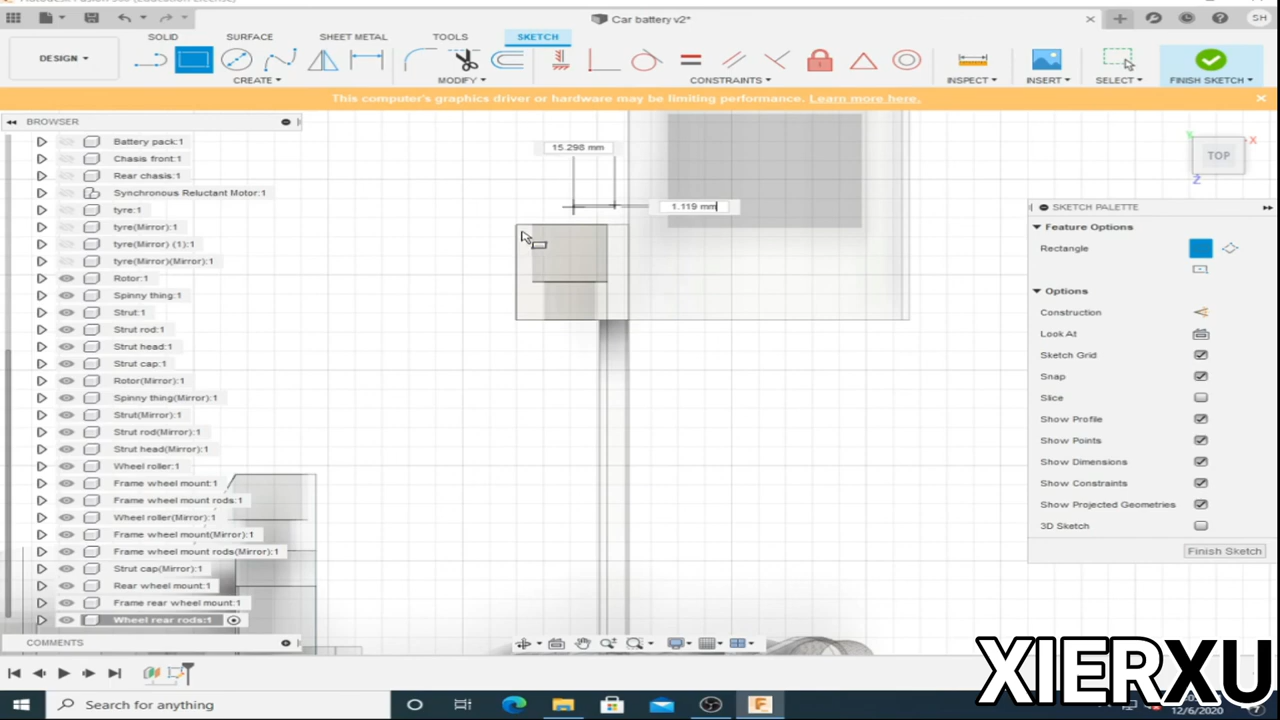 Car battery v2*
SH
DESIGN
SOLID
SURFACE
SHEET METAL
TOOLS
SKETCH
CREATE
MODIFY
CONSTRAINTS
INSPECT
INSERT
SELECT
FINISH SKETCH
This computer's graphics driver or hardware may be limiting performance. Learn more here.
BROWSER
Battery pack:1
Chasis front:1
Rear chasis:1
Synchronous Reluctant Motor:1
tyre:1
tyre(Mirror):1
tyre(Mirror) (1):1
tyre(Mirror)(Mirror):1
Rotor:1
Spinny thing:1
Strut:1
Strut rod:1
Strut head:1
Strut cap:1
Rotor(Mirror):1
Spinny thing(Mirror):1
Strut(Mirror):1
Strut rod(Mirror):1
Strut head(Mirror):1
Wheel roller:1
Frame wheel mount:1
Frame wheel mount rods:1
Wheel roller(Mirror):1
Frame wheel mount(Mirror):1
Frame wheel mount rods(Mirror):1
Strut cap(Mirror):1
Rear wheel mount:1
Frame rear wheel mount:1
Wheel rear rods:1
COMMENTS
15.298 mm
1.119 mm
Y
X
TOP
Z
SKETCH PALETTE
Feature Options
Rectangle
Options
Construction
Look At
Sketch Grid
Snap
Slice
Show Profile
Show Points
Show Dimensions
Show Constraints
Show Projected Geometries
3D Sketch
Finish Sketch
XIERXU
Search for anything
12/6/2020